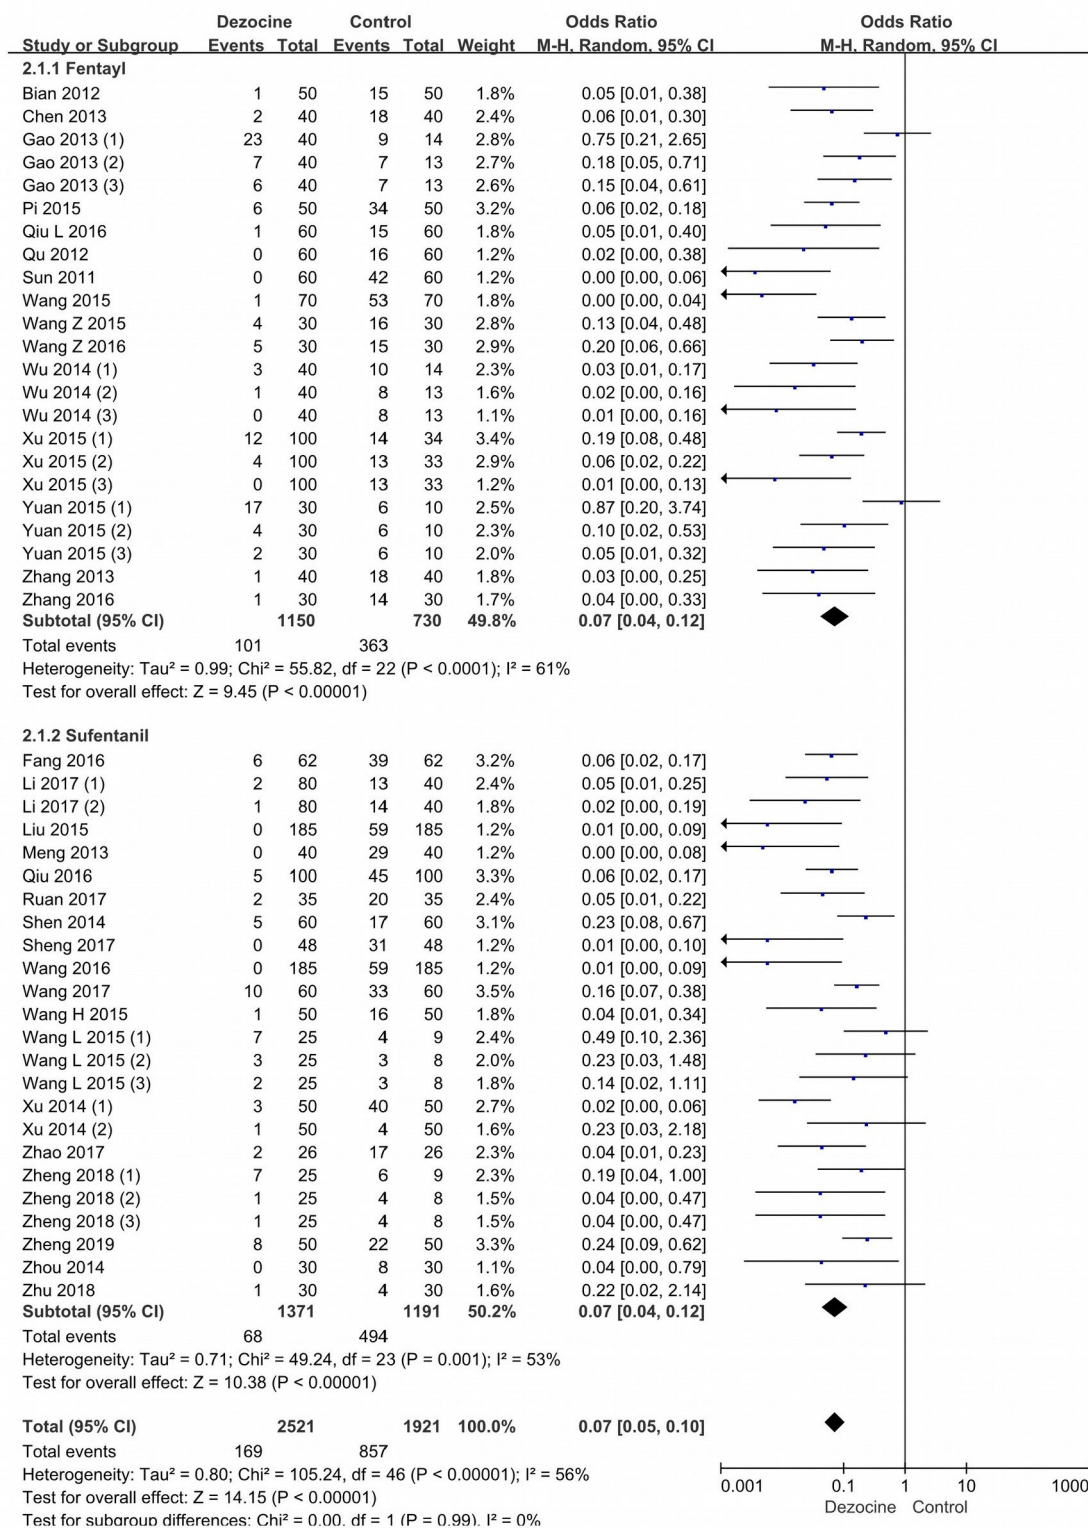 Dezocine Control Odds Ratio Odds Ratio
Study or Subgroup Events Total Events Total Weight M-H, Random, 95% CI M-H, Random, 95% CI
2.1.1 Fentayl
Bian 2012 1 50 15 50 1.8% 0.05 [0.01, 0.38]
Chen 2013 2 40 18 40 2.4% 0.06 [0.01, 0.30]
Gao 2013 (1) 23 40 9 14 2.8% 0.75 [0.21, 2.65]
Gao 2013 (2) 7 40 7 13 2.7% 0.18 [0.05, 0.71]
Gao 2013 (3) 6 40 7 13 2.6% 0.15 [0.04, 0.61]
Pi 2015 6 50 34 50 3.2% 0.06 [0.02, 0.18]
Qiu L 2016 1 60 15 60 1.8% 0.05 [0.01, 0.40]
Qu 2012 0 60 16 60 1.2% 0.02 [0.00, 0.38]
Sun 2011 0 60 42 60 1.2% 0.00 [0.00, 0.06]
Wang 2015 1 70 53 70 1.8% 0.00 [0.00, 0.04]
Wang Z 2015 4 30 16 30 2.8% 0.13 [0.04, 0.48]
Wang Z 2016 5 30 15 30 2.9% 0.20 [0.06, 0.66]
Wu 2014 (1) 3 40 10 14 2.3% 0.03 [0.01, 0.17]
Wu 2014 (2) 1 40 8 13 1.6% 0.02 [0.00, 0.16]
Wu 2014 (3) 0 40 8 13 1.1% 0.01 [0.00, 0.16]
Xu 2015 (1) 12 100 14 34 3.4% 0.19 [0.08, 0.48]
Xu 2015 (2) 4 100 13 33 2.9% 0.06 [0.02, 0.22]
Xu 2015 (3) 0 100 13 33 1.2% 0.01 [0.00, 0.13]
Yuan 2015 (1) 17 30 6 10 2.5% 0.87 [0.20, 3.74]
Yuan 2015 (2) 4 30 6 10 2.3% 0.10 [0.02, 0.53]
Yuan 2015 (3) 2 30 6 10 2.0% 0.05 [0.01, 0.32]
Zhang 2013 1 40 18 40 1.8% 0.03 [0.00, 0.25]
Zhang 2016 1 30 14 30 1.7% 0.04 [0.00, 0.33]
Subtotal (95% CI) 1150 730 49.8% 0.07 [0.04, 0.12]
Total events 101 363
Heterogeneity: Tau² = 0.99; Chi² = 55.82, df = 22 (P < 0.0001); I² = 61%
Test for overall effect: Z = 9.45 (P < 0.00001)
2.1.2 Sufentanil
Fang 2016 6 62 39 62 3.2% 0.06 [0.02, 0.17]
Li 2017 (1) 2 80 13 40 2.4% 0.05 [0.01, 0.25]
Li 2017 (2) 1 80 14 40 1.8% 0.02 [0.00, 0.19]
Liu 2015 0 185 59 185 1.2% 0.01 [0.00, 0.09]
Meng 2013 0 40 29 40 1.2% 0.00 [0.00, 0.08]
Qiu 2016 5 100 45 100 3.3% 0.06 [0.02, 0.17]
Ruan 2017 2 35 20 35 2.4% 0.05 [0.01, 0.22]
Shen 2014 5 60 17 60 3.1% 0.23 [0.08, 0.67]
Sheng 2017 0 48 31 48 1.2% 0.01 [0.00, 0.10]
Wang 2016 0 185 59 185 1.2% 0.01 [0.00, 0.09]
Wang 2017 10 60 33 60 3.5% 0.16 [0.07, 0.38]
Wang H 2015 1 50 16 50 1.8% 0.04 [0.01, 0.34]
Wang L 2015 (1) 7 25 4 9 2.4% 0.49 [0.10, 2.36]
Wang L 2015 (2) 3 25 3 8 2.0% 0.23 [0.03, 1.48]
Wang L 2015 (3) 2 25 3 8 1.8% 0.14 [0.02, 1.11]
Xu 2014 (1) 3 50 40 50 2.7% 0.02 [0.00, 0.06]
Xu 2014 (2) 1 50 4 50 1.6% 0.23 [0.03, 2.18]
Zhao 2017 2 26 17 26 2.3% 0.04 [0.01, 0.23]
Zheng 2018 (1) 7 25 6 9 2.3% 0.19 [0.04, 1.00]
Zheng 2018 (2) 1 25 4 8 1.5% 0.04 [0.00, 0.47]
Zheng 2018 (3) 1 25 4 8 1.5% 0.04 [0.00, 0.47]
Zheng 2019 8 50 22 50 3.3% 0.24 [0.09, 0.62]
Zhou 2014 0 30 8 30 1.1% 0.04 [0.00, 0.79]
Zhu 2018 1 30 4 30 1.6% 0.22 [0.02, 2.14]
Subtotal (95% CI) 1371 1191 50.2% 0.07 [0.04, 0.12]
Total events 68 494
Heterogeneity: Tau² = 0.71; Chi² = 49.24, df = 23 (P = 0.001); I² = 53%
Test for overall effect: Z = 10.38 (P < 0.00001)
Total (95% CI) 2521 1921 100.0% 0.07 [0.05, 0.10]
Total events 169 857
Heterogeneity: Tau² = 0.80; Chi² = 105.24, df = 46 (P < 0.00001); I² = 56%
Test for overall effect: Z = 14.15 (P < 0.00001)
Test for subgroup differences: Chi² = 0.00, df = 1 (P = 0.99), I² = 0%
0.001 0.1 1 10 1000
Dezocine Control